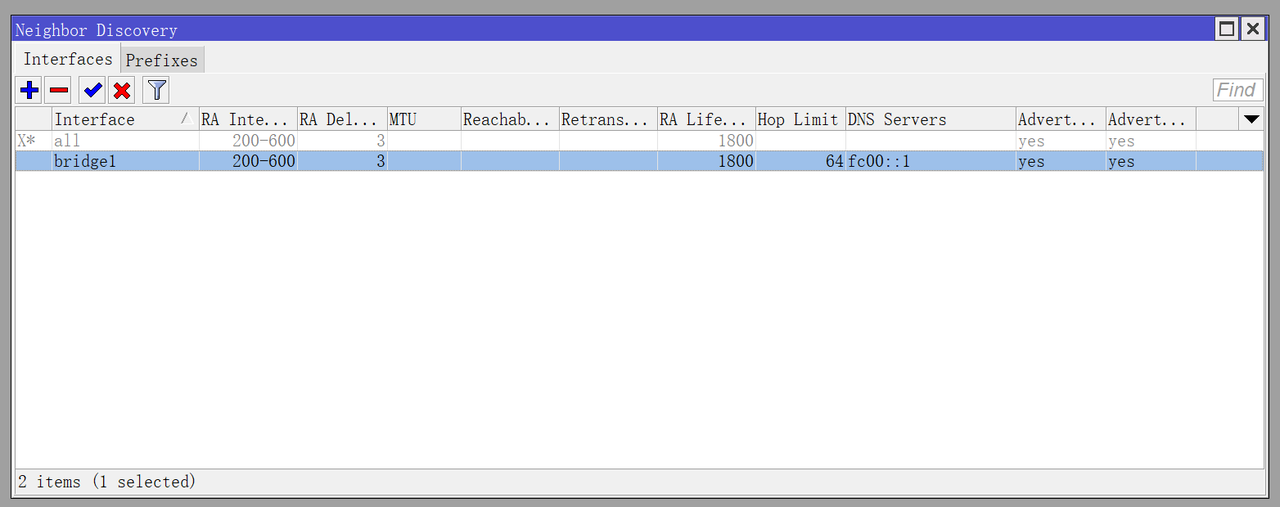 Neighbor Discovery
Interfaces Prefixes
Find
Interface RA Inte... RA Del... MTU Reachab... Retrans... RA Life... Hop Limit DNS Servers Advert... Advert...
X* all 200-600 3 1800 yes yes
bridge1 200-600 3 1800 64 fc00::1 yes yes
2 items (1 selected)